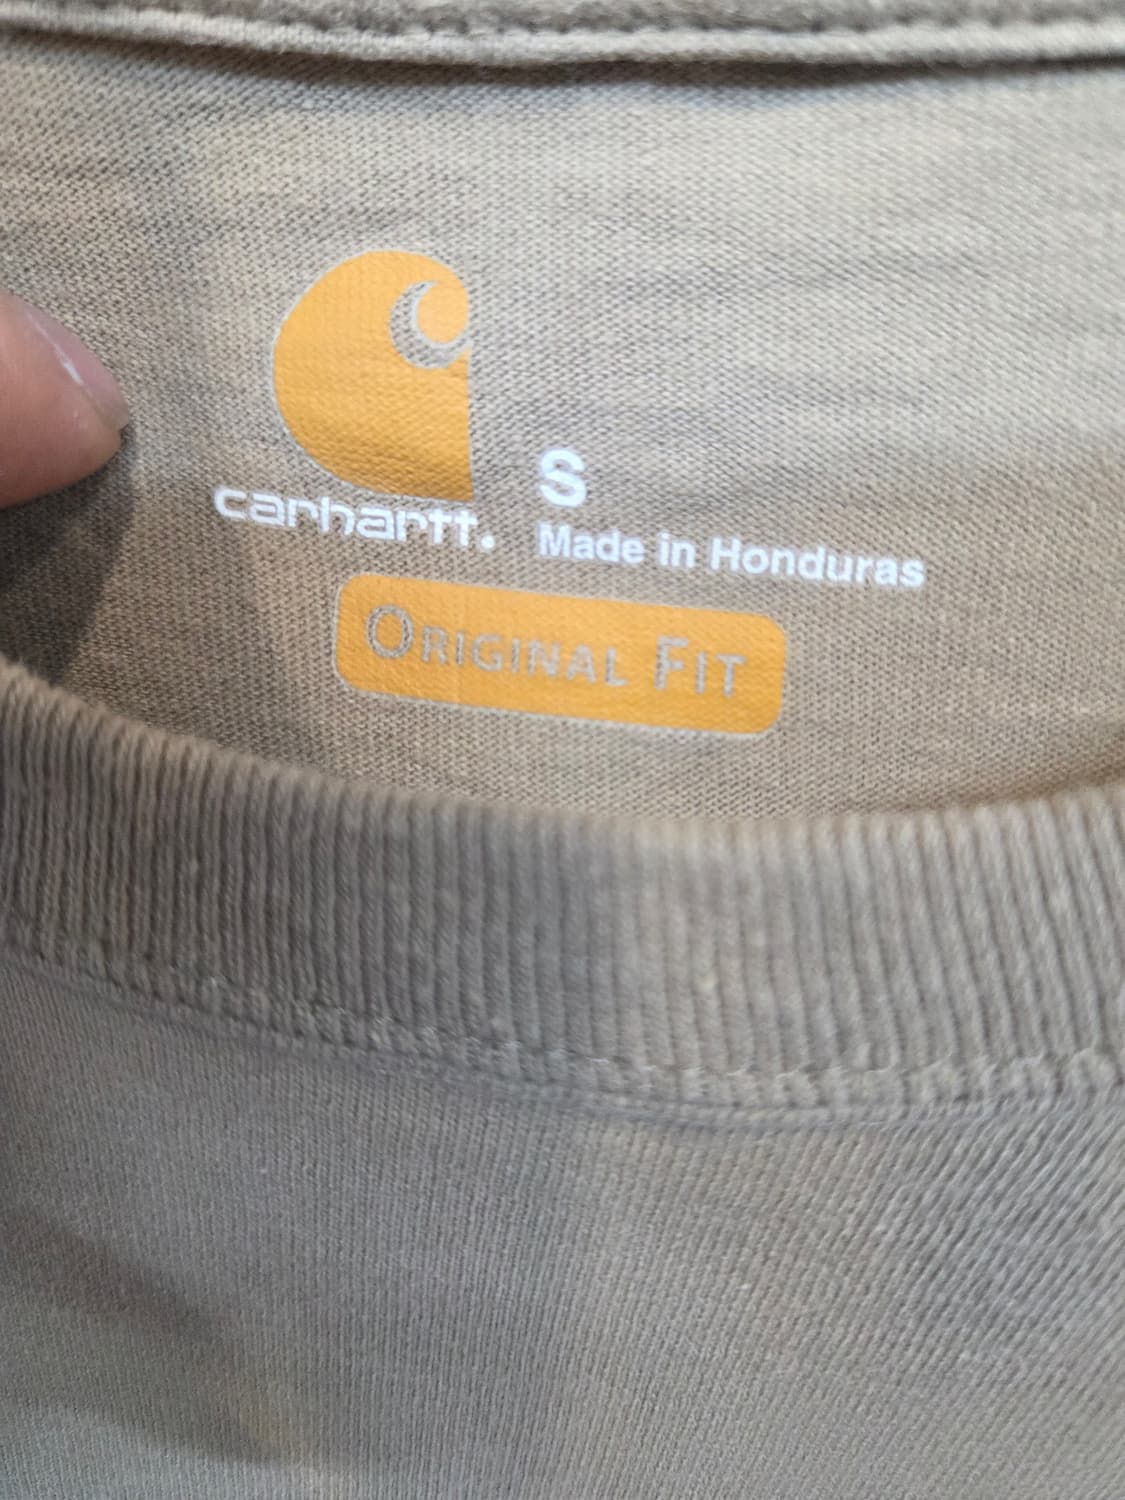 carhartt.
S
Made in Honduras
ORIGINAL FIT